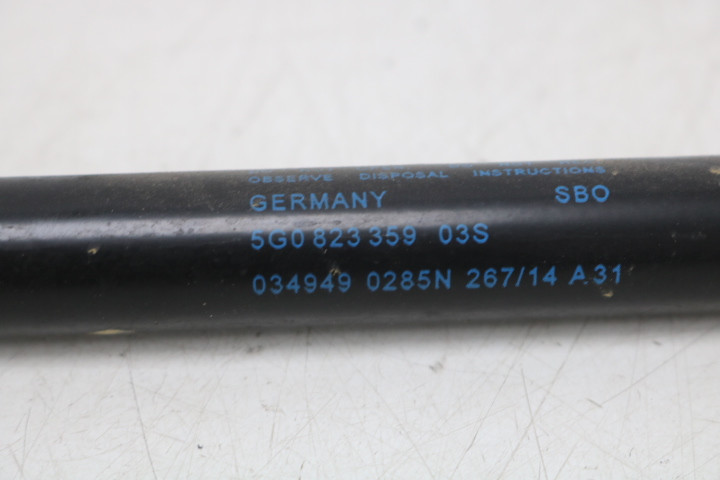 OBSERVE DISPOSAL INSTRUCTIONS
GERMANY SBO
5G0 823 359 03S
034949 0285N 267/14 A31